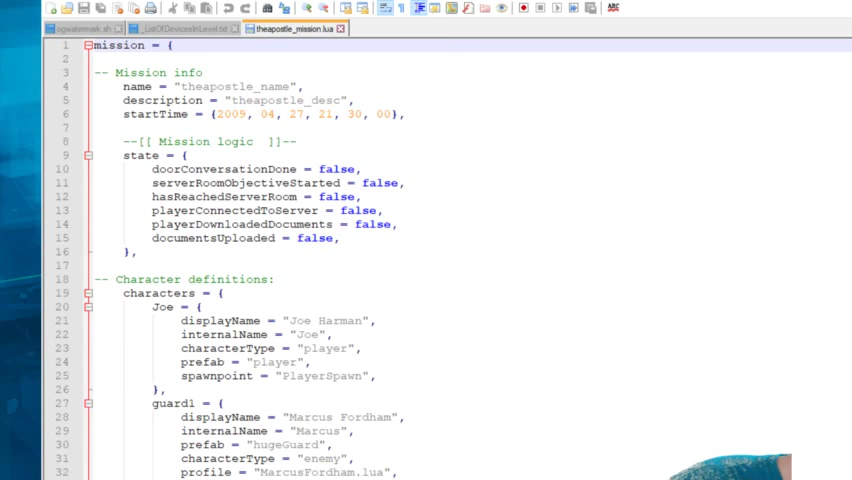 ogwatermark.sh
_ListOfDevicesInLevel.txt
theapostle_mission.lua
1 mission = {
2
3 -- Mission info
4 name = "theapostle_name",
5 description = "theapostle_desc",
6 startTime = {2009, 04, 27, 21, 30, 00},
7
8 --[[ Mission logic ]]--
9 state = {
10 doorConversationDone = false,
11 serverRoomObjectiveStarted = false,
12 hasReachedServerRoom = false,
13 playerConnectedToServer = false,
14 playerDownloadedDocuments = false,
15 documentsUploaded = false,
16 },
17
18 -- Character definitions:
19 characters = {
20 Joe = {
21 displayName = "Joe Harman",
22 internalName = "Joe",
23 characterType = "player",
24 prefab = "player",
25 spawnpoint = "PlayerSpawn",
26 },
27 guard1 = {
28 displayName = "Marcus Fordham",
29 internalName = "Marcus",
30 prefab = "hugeGuard",
31 characterType = "enemy",
32 profile = "MarcusFordham.lua",